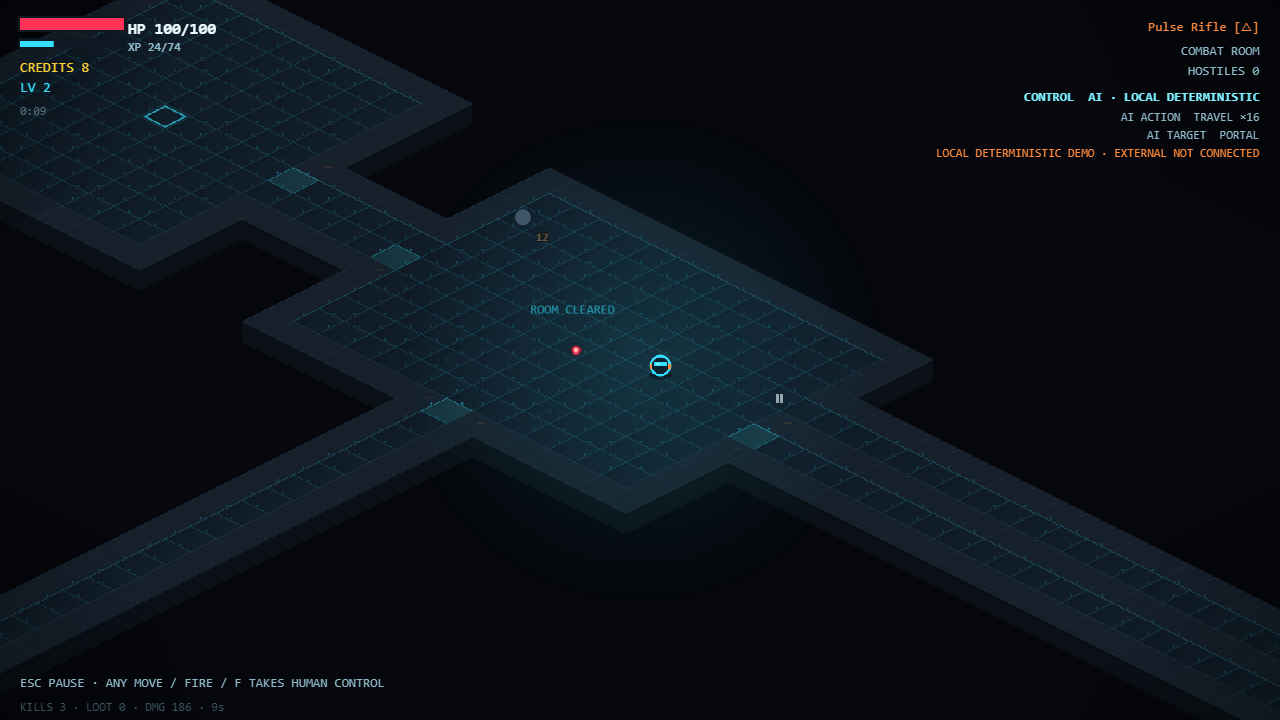 HP 100/100
XP 24/74
CREDITS 8
LV 2
0:09
Pulse Rifle [△]
COMBAT ROOM
HOSTILES 0
CONTROL  AI · LOCAL DETERMINISTIC
AI ACTION  TRAVEL ×16
AI TARGET  PORTAL
LOCAL DETERMINISTIC DEMO · EXTERNAL NOT CONNECTED
12
ROOM CLEARED
ESC PAUSE · ANY MOVE / FIRE / F TAKES HUMAN CONTROL
KILLS 3 · LOOT 0 · DMG 186 · 9s